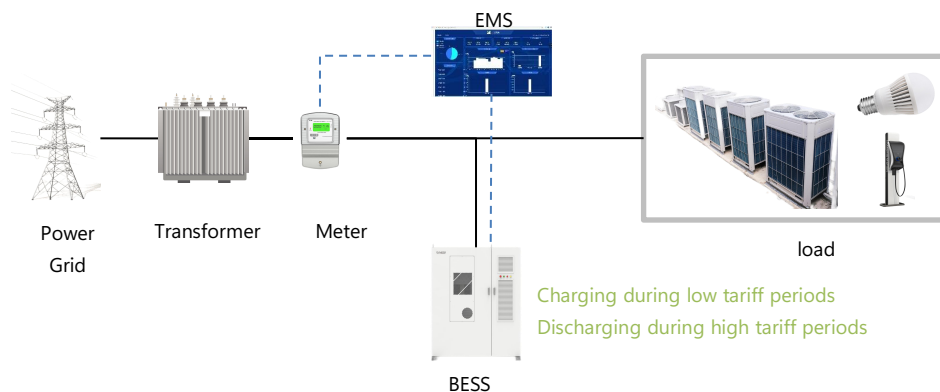 EMS
Power
Grid
Transformer
Meter
load
Charging during low tariff periods
Discharging during high tariff periods
BESS